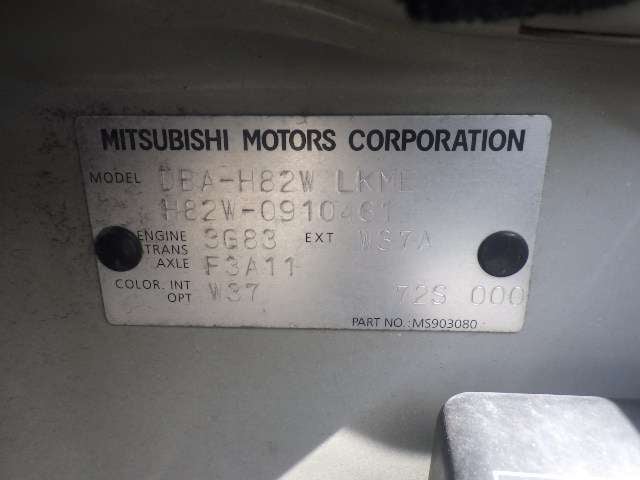 MITSUBISHI MOTORS CORPORATION
MODEL DBA-H82W LKME
H82W-0910481
ENGINE 3G83 EXT W37A
TRANS
AXLE F3A11
COLOR. INT W37 72S 000
OPT
PART NO.:MS903080